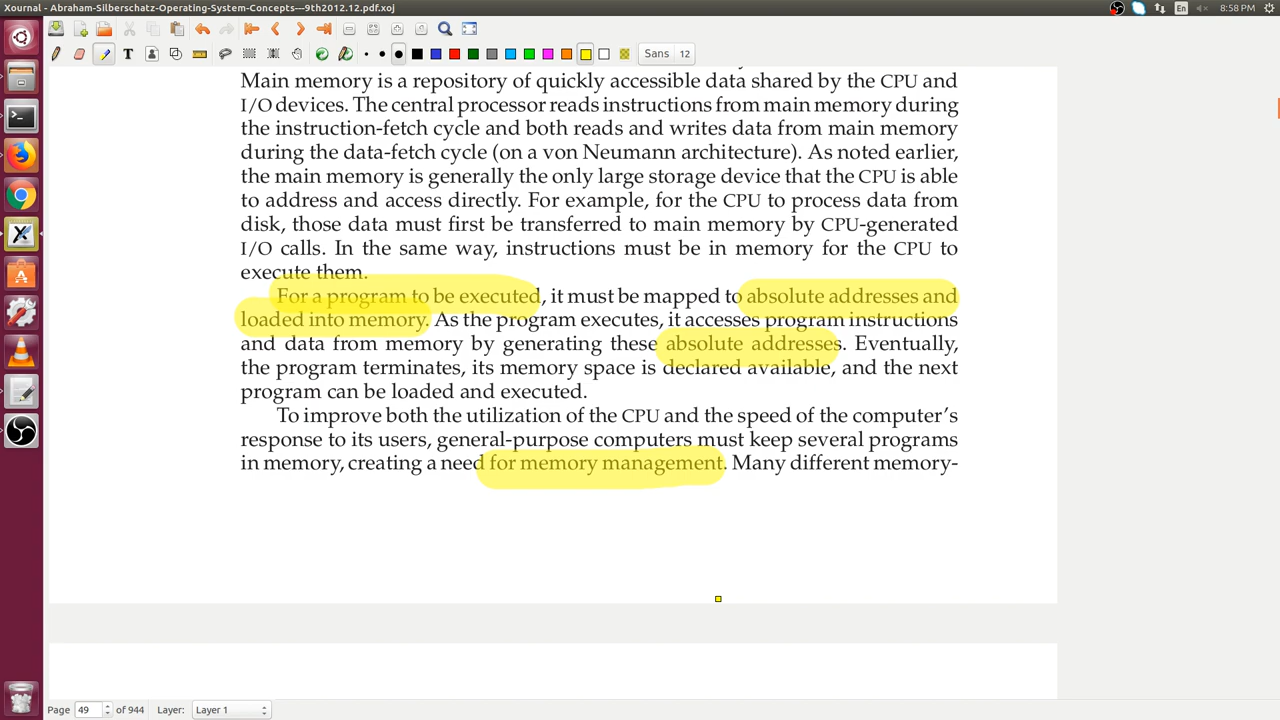 Xournal - Abraham-Silberschatz-Operating-System-Concepts---9th2012.12.pdf.xoj
En
8:58 PM
T
Sans 12
Main memory is a repository of quickly accessible data shared by the CPU and
I/O devices. The central processor reads instructions from main memory during
the instruction-fetch cycle and both reads and writes data from main memory
during the data-fetch cycle (on a von Neumann architecture). As noted earlier,
the main memory is generally the only large storage device that the CPU is able
to address and access directly. For example, for the CPU to process data from
disk, those data must first be transferred to main memory by CPU-generated
I/O calls. In the same way, instructions must be in memory for the CPU to
execute them.
For a program to be executed, it must be mapped to absolute addresses and
loaded into memory. As the program executes, it accesses program instructions
and data from memory by generating these absolute addresses. Eventually,
the program terminates, its memory space is declared available, and the next
program can be loaded and executed.
To improve both the utilization of the CPU and the speed of the computer's
response to its users, general-purpose computers must keep several programs
in memory, creating a need for memory management. Many different memory-
Page 49 of 944 Layer: Layer 1